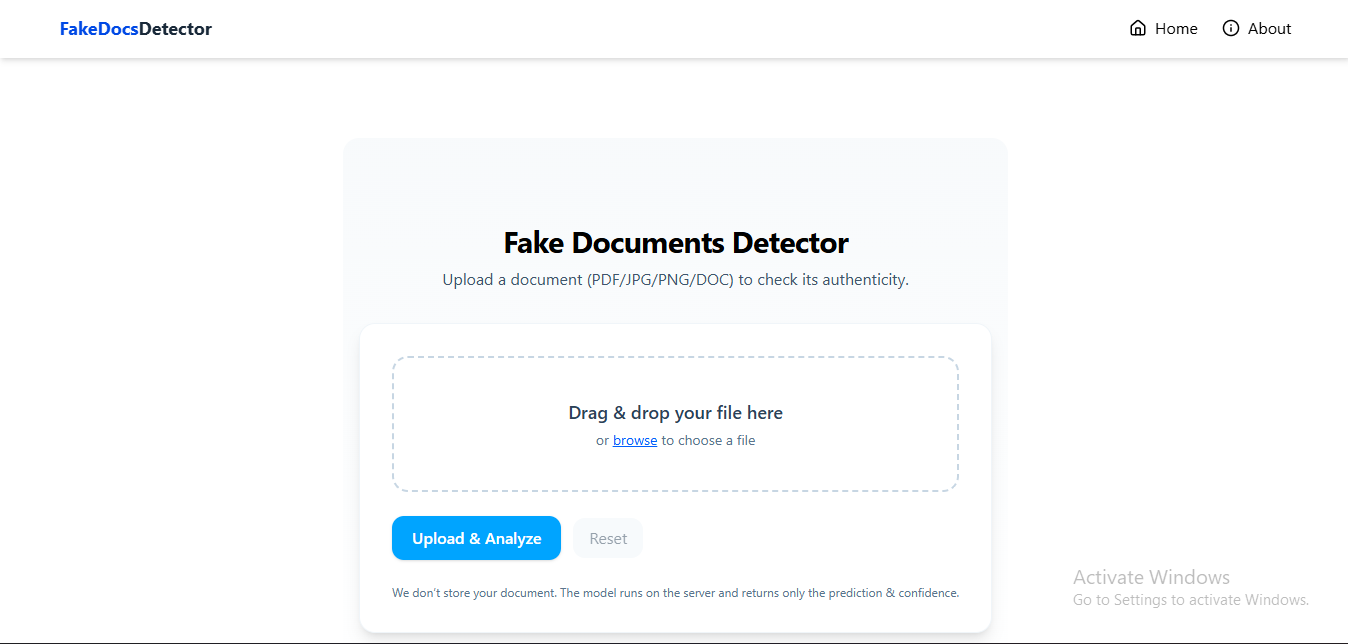 FakeDocsDetector
Home
About
Fake Documents Detector
Upload a document (PDF/JPG/PNG/DOC) to check its authenticity.
Drag & drop your file here
or browse to choose a file
Upload & Analyze
Reset
We don’t store your document. The model runs on the server and returns only the prediction & confidence.
Activate Windows
Go to Settings to activate Windows.